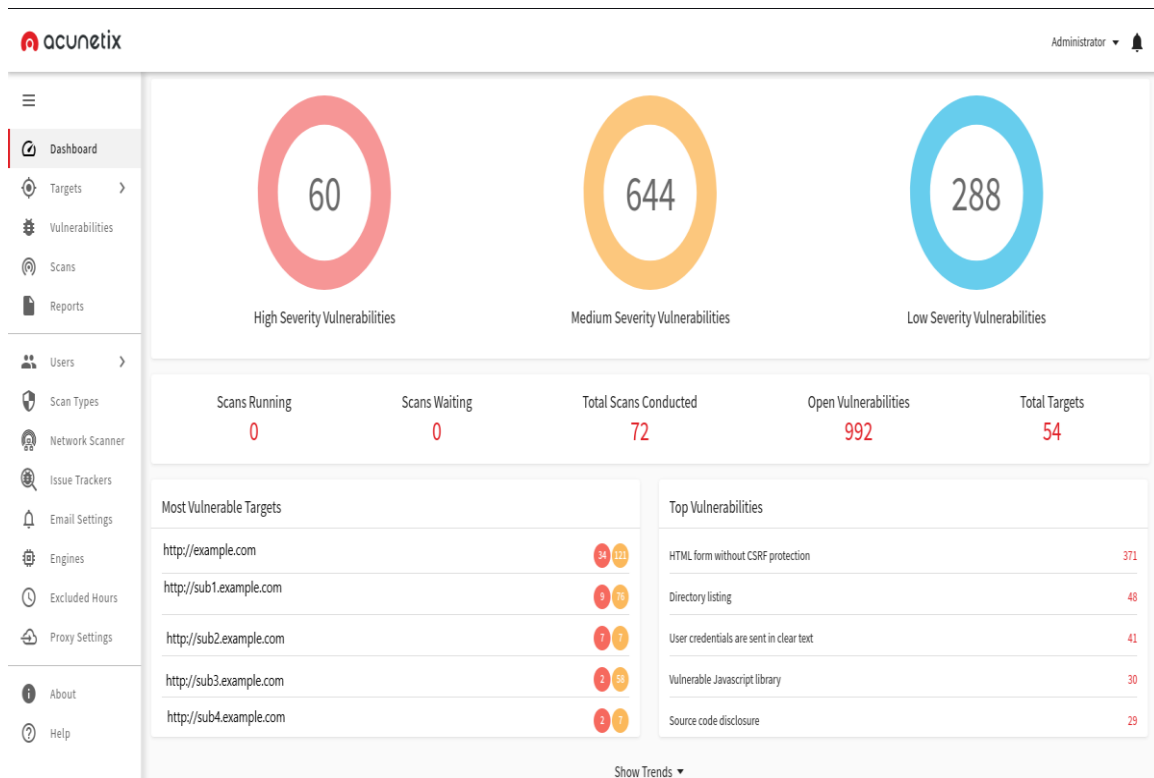 acunetix
Administrator
Dashboard
Targets
Vulnerabilities
Scans
Reports
Users
Scan Types
Network Scanner
Issue Trackers
Email Settings
Engines
Excluded Hours
Proxy Settings
About
Help
60
644
288
High Severity Vulnerabilities
Medium Severity Vulnerabilities
Low Severity Vulnerabilities
Scans Running
0
Scans Waiting
0
Total Scans Conducted
72
Open Vulnerabilities
992
Total Targets
54
Most Vulnerable Targets
http://example.com 34 121
http://sub1.example.com 9 76
http://sub2.example.com 7 7
http://sub3.example.com 2 58
http://sub4.example.com 2 7
Top Vulnerabilities
HTML form without CSRF protection 371
Directory listing 48
User credentials are sent in clear text 41
Vulnerable Javascript library 30
Source code disclosure 29
Show Trends